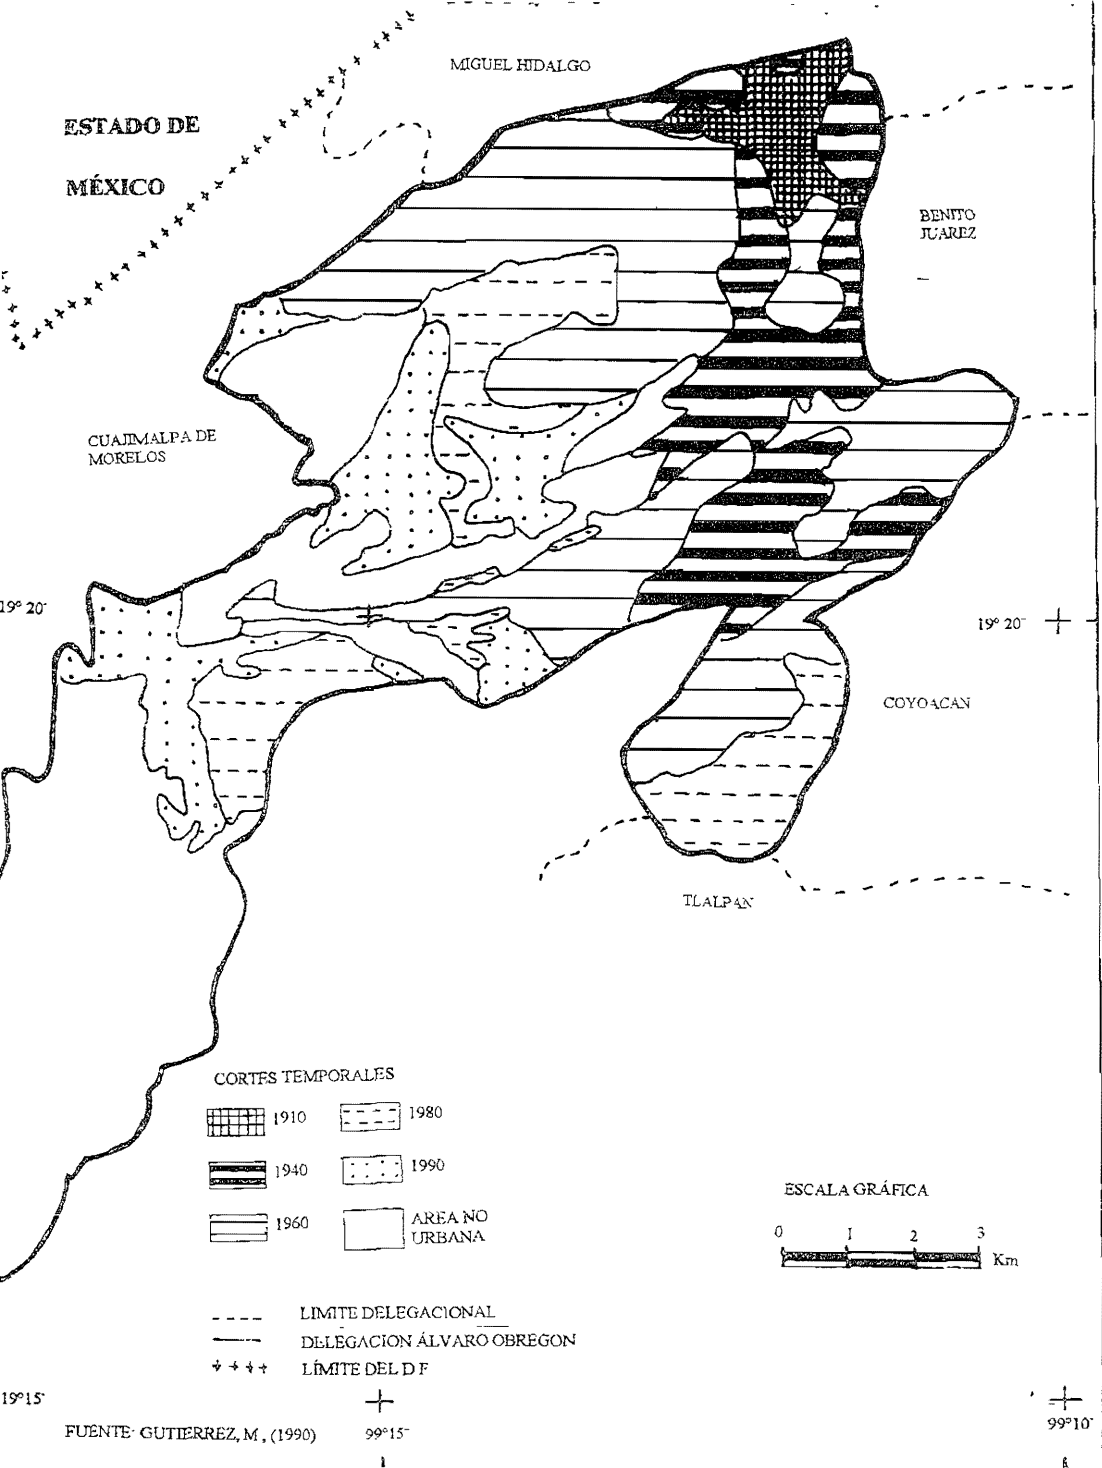 MIGUEL HIDALGO
ESTADO DE
MÉXICO
BENITO
JUAREZ
CUAJIMALPA DE
MORELOS
19° 20'
19° 20'
COYOACAN
TLALPAN
CORTES TEMPORALES
1910
1980
1940
1990
1960
AREA NO
URBANA
ESCALA GRÁFICA
0 1 2 3
Km
LIMITE DELEGACIONAL
DELEGACION ÁLVARO OBREGON
LÍMITE DEL D F
19°15'
FUENTE: GUTIERREZ, M, (1990)
99°15'
99°10'